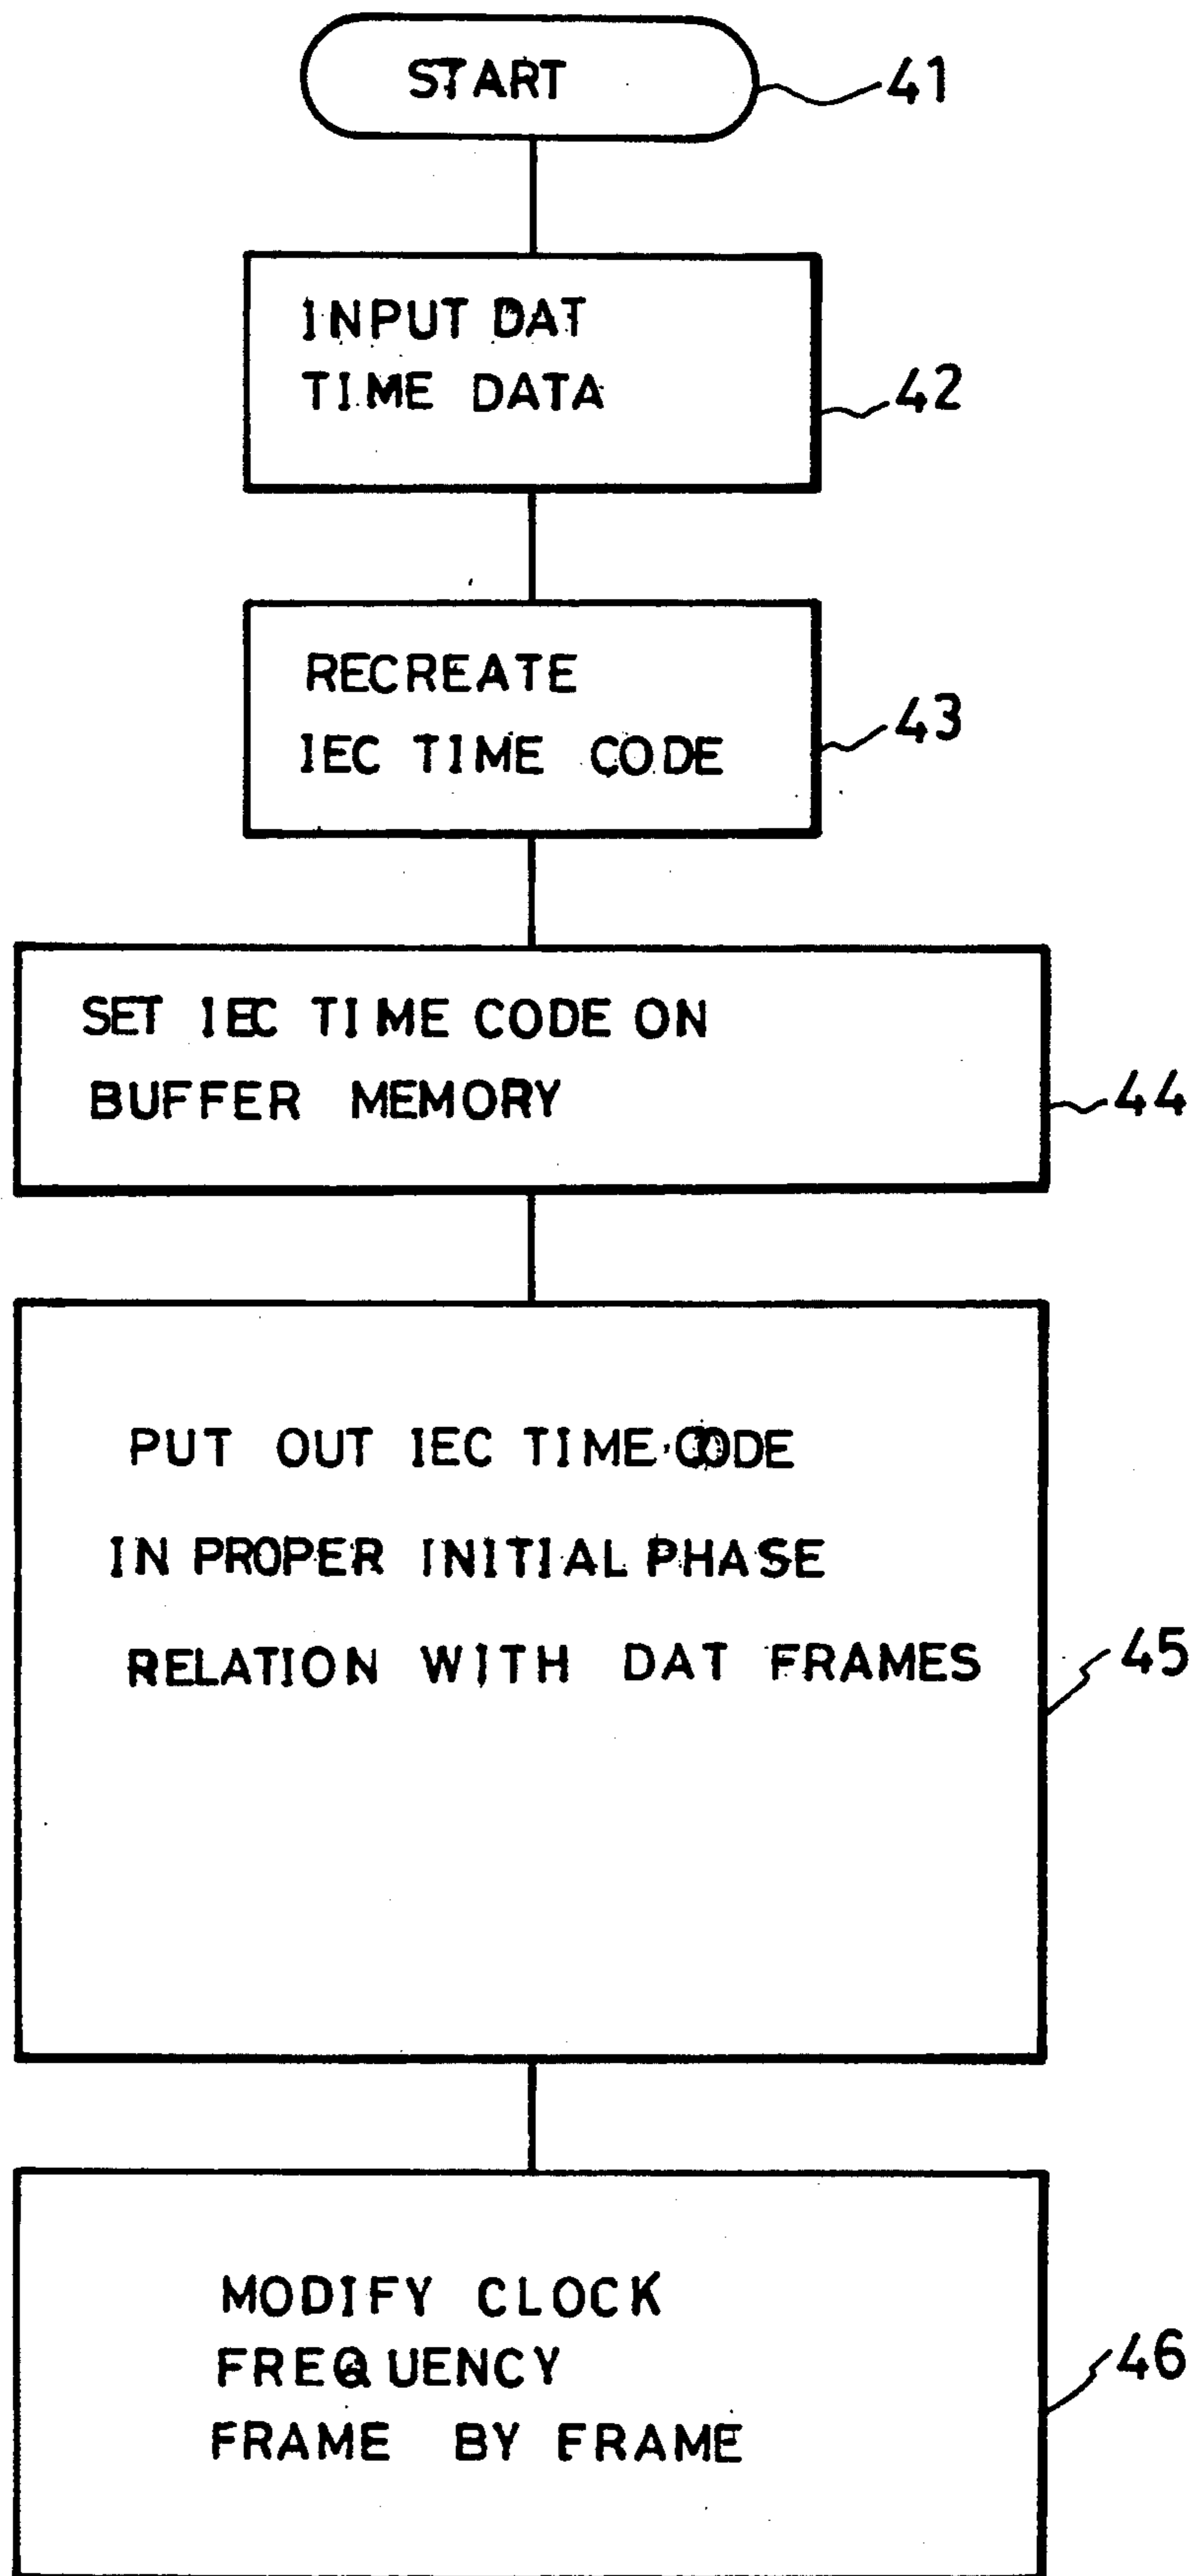 START
41
INPUT DAT
TIME DATA
42
RECREATE
IEC TIME CODE
43
SET IEC TIME CODE ON
BUFFER MEMORY
44
PUT OUT IEC TIME CODE
IN PROPER INITIAL PHASE
RELATION WITH DAT FRAMES
45
MODIFY CLOCK
FREQUENCY
FRAME BY FRAME
46